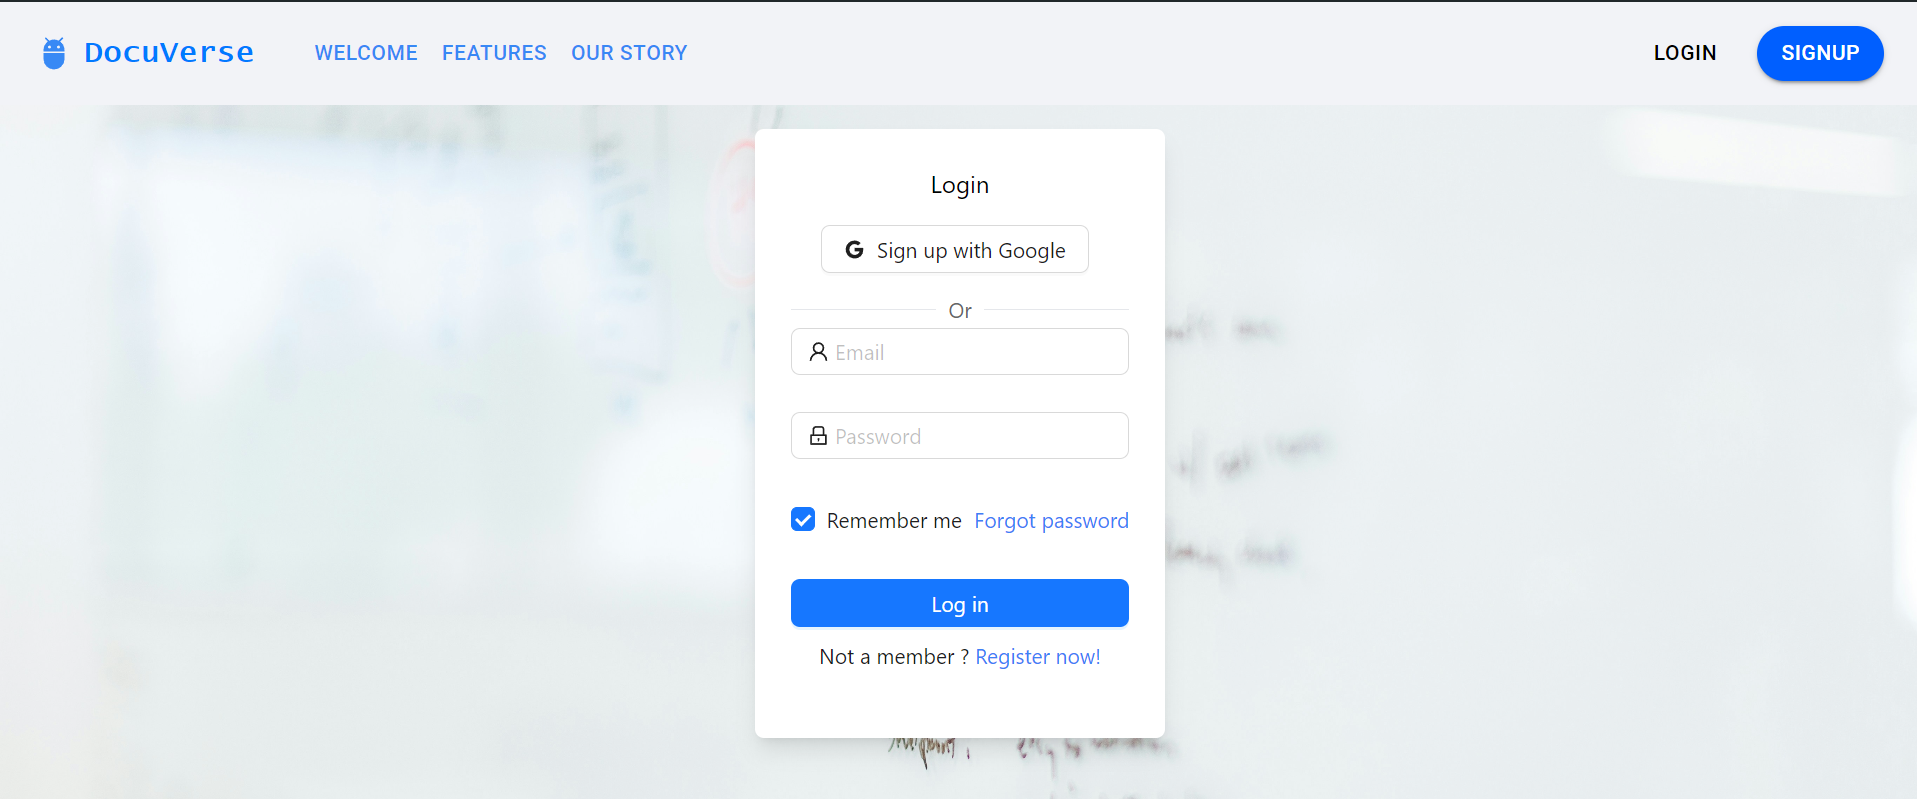 DocuVerse WELCOME FEATURES OUR STORY LOGIN SIGNUP
Login
Sign up with Google
Or
Email
Password
Remember me Forgot password
Log in
Not a member ? Register now!